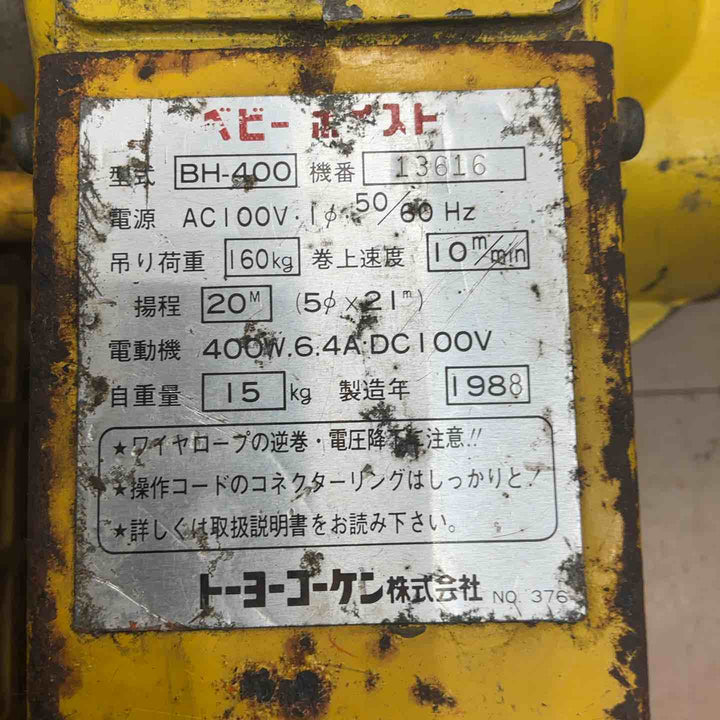 ベビーホイスト
型式 BH-400 機番 13616
電源 AC100V・1φ 50/60 Hz
吊り荷重 160kg 巻上速度 10m/min
揚程 20M (5φ×21m)
電動機 400W.6.4A.DC100V
自重量 15 kg 製造年 1988
★ワイヤロープの逆巻・電圧降下に注意!!
★操作コードのコネクターリングはしっかりと!
★詳しくは取扱説明書をお読み下さい。
トーヨーコーケン株式会社 NO. 376